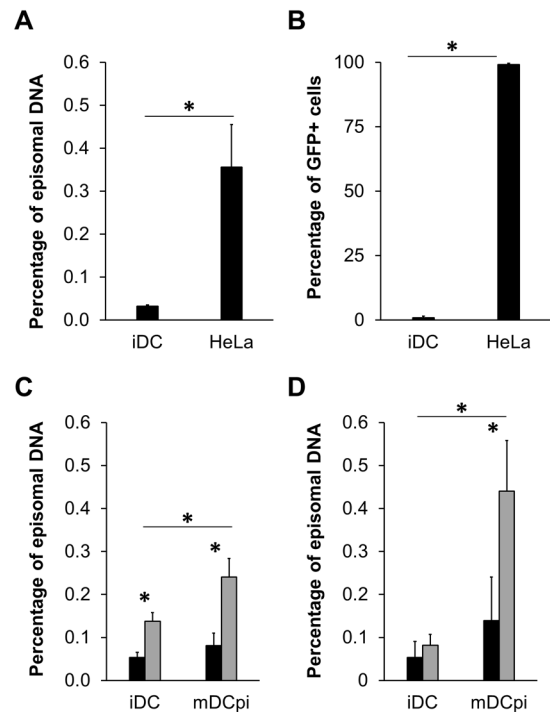 A
Percentage of episomal DNA
0.6
0.5
0.4
0.3
0.2
0.1
0.0
*
iDC HeLa
B
Percentage of GFP+ cells
100
75
50
25
0
*
iDC HeLa
C
Percentage of episomal DNA
0.6
0.5
0.4
0.3
0.2
0.1
0.0
*
*
*
iDC mDCpi
D
Percentage of episomal DNA
0.6
0.5
0.4
0.3
0.2
0.1
0.0
*
*
iDC mDCpi